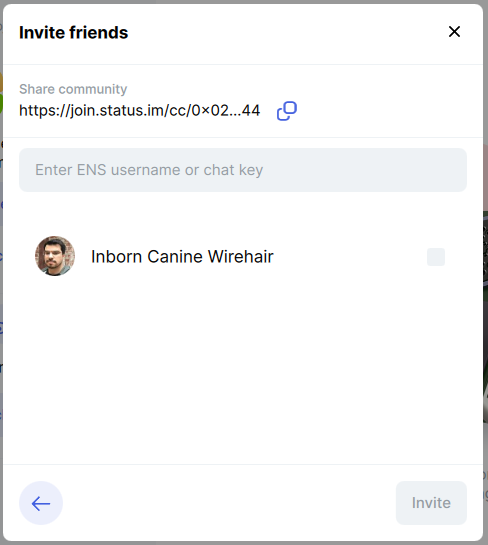 Invite friends
Share community
https://join.status.im/cc/0×02...44
Enter ENS username or chat key
Inborn Canine Wirehair
Invite